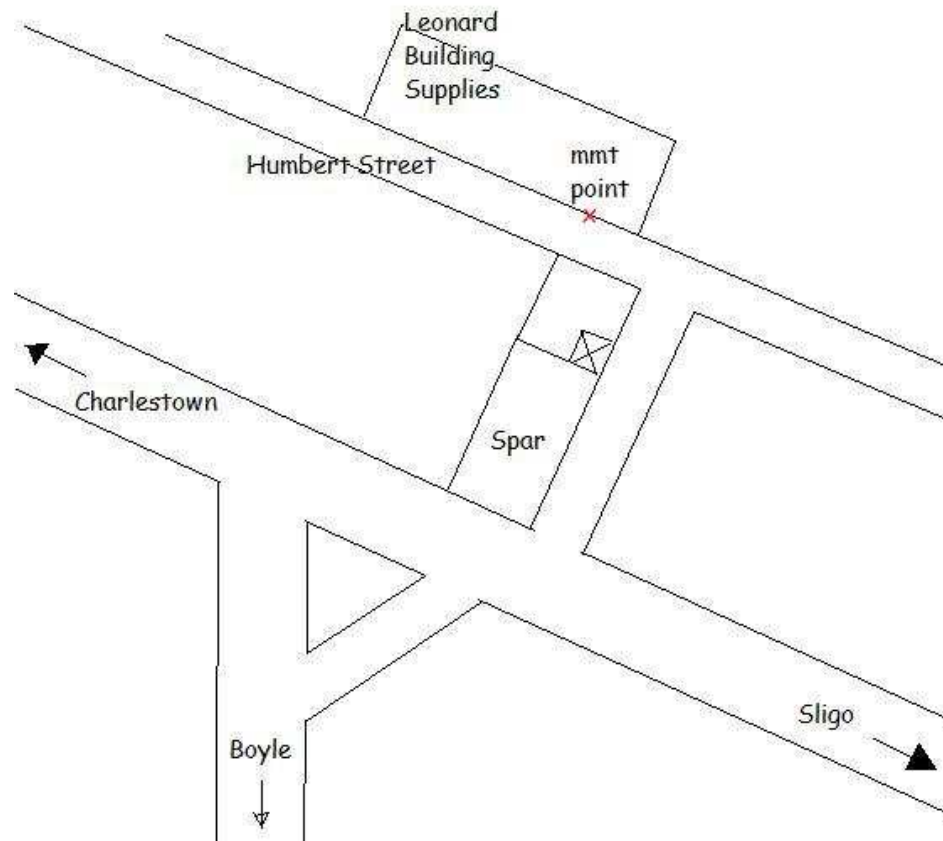 Leonard
Building
Supplies
Humbert Street
mmt
point
Charlestown
Spar
Sligo
Boyle